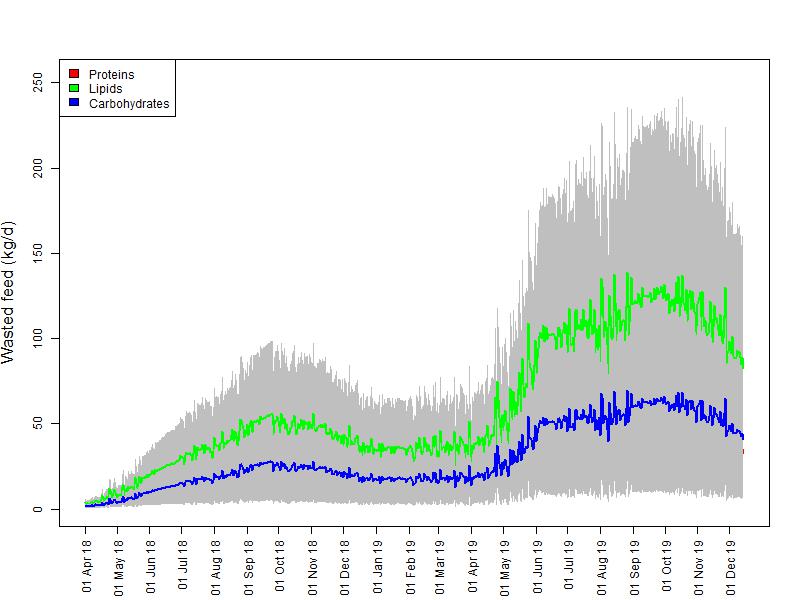 Proteins
Lipids
Carbohydrates
Wasted feed (kg/d)
250
200
150
100
50
0
01 Apr 18
01 May 18
01 Jun 18
01 Jul 18
01 Aug 18
01 Sep 18
01 Oct 18
01 Nov 18
01 Dec 18
01 Jan 19
01 Feb 19
01 Mar 19
01 Apr 19
01 May 19
01 Jun 19
01 Jul 19
01 Aug 19
01 Sep 19
01 Oct 19
01 Nov 19
01 Dec 19